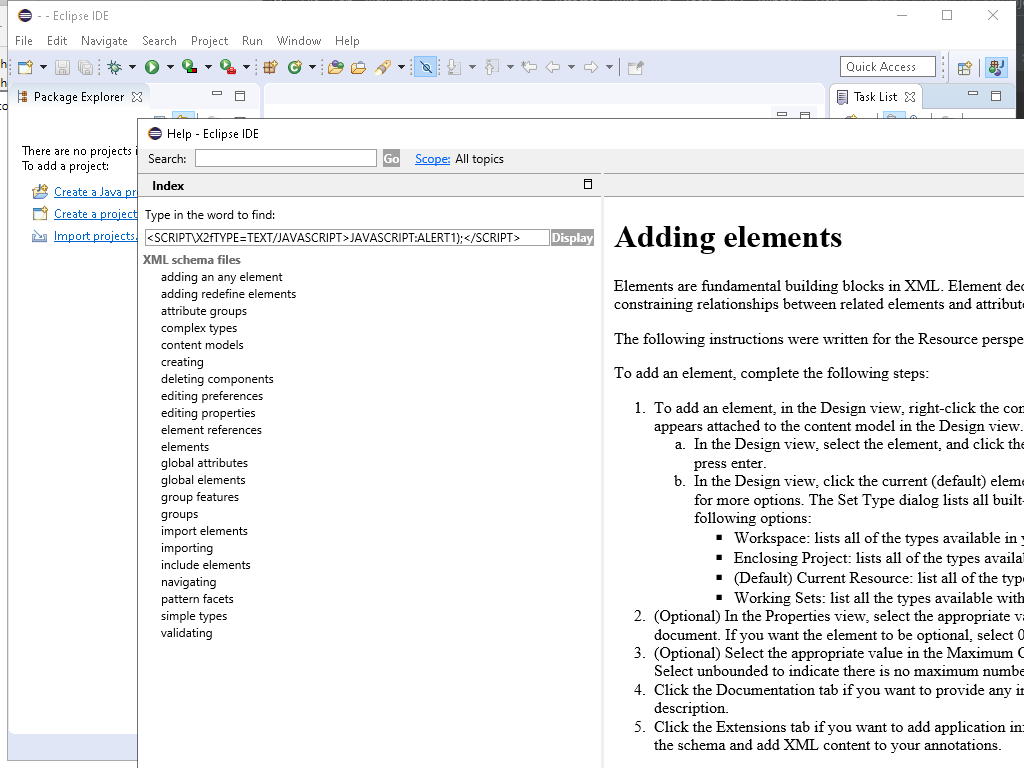 - - Eclipse IDE
File Edit Navigate Search Project Run Window Help
Quick Access
Package Explorer
Task List
There are no projects i
To add a project:
Create a Java pr
Create a project
Import projects.
Help - Eclipse IDE
Search: Go Scope: All topics
Index
Type in the word to find:
<SCRIPT\X2fTYPE=TEXT/JAVASCRIPT>JAVASCRIPT:ALERT1);</SCRIPT> Display
XML schema files
adding an any element
adding redefine elements
attribute groups
complex types
content models
creating
deleting components
editing preferences
editing properties
element references
elements
global attributes
global elements
group features
groups
import elements
importing
include elements
navigating
pattern facets
simple types
validating
Adding elements
Elements are fundamental building blocks in XML. Element dec
constraining relationships between related elements and attribut
The following instructions were written for the Resource perspe
To add an element, complete the following steps:
1. To add an element, in the Design view, right-click the con
appears attached to the content model in the Design view.
a. In the Design view, select the element, and click the
press enter.
b. In the Design view, click the current (default) eleme
for more options. The Set Type dialog lists all built-
following options:
▪ Workspace: lists all of the types available in y
▪ Enclosing Project: lists all of the types availa
▪ (Default) Current Resource: list all of the type
▪ Working Sets: list all the types available with
2. (Optional) In the Properties view, select the appropriate va
document. If you want the element to be optional, select 0
3. (Optional) Select the appropriate value in the Maximum O
Select unbounded to indicate there is no maximum numbe
4. Click the Documentation tab if you want to provide any in
description.
5. Click the Extensions tab if you want to add application inf
the schema and add XML content to your annotations.